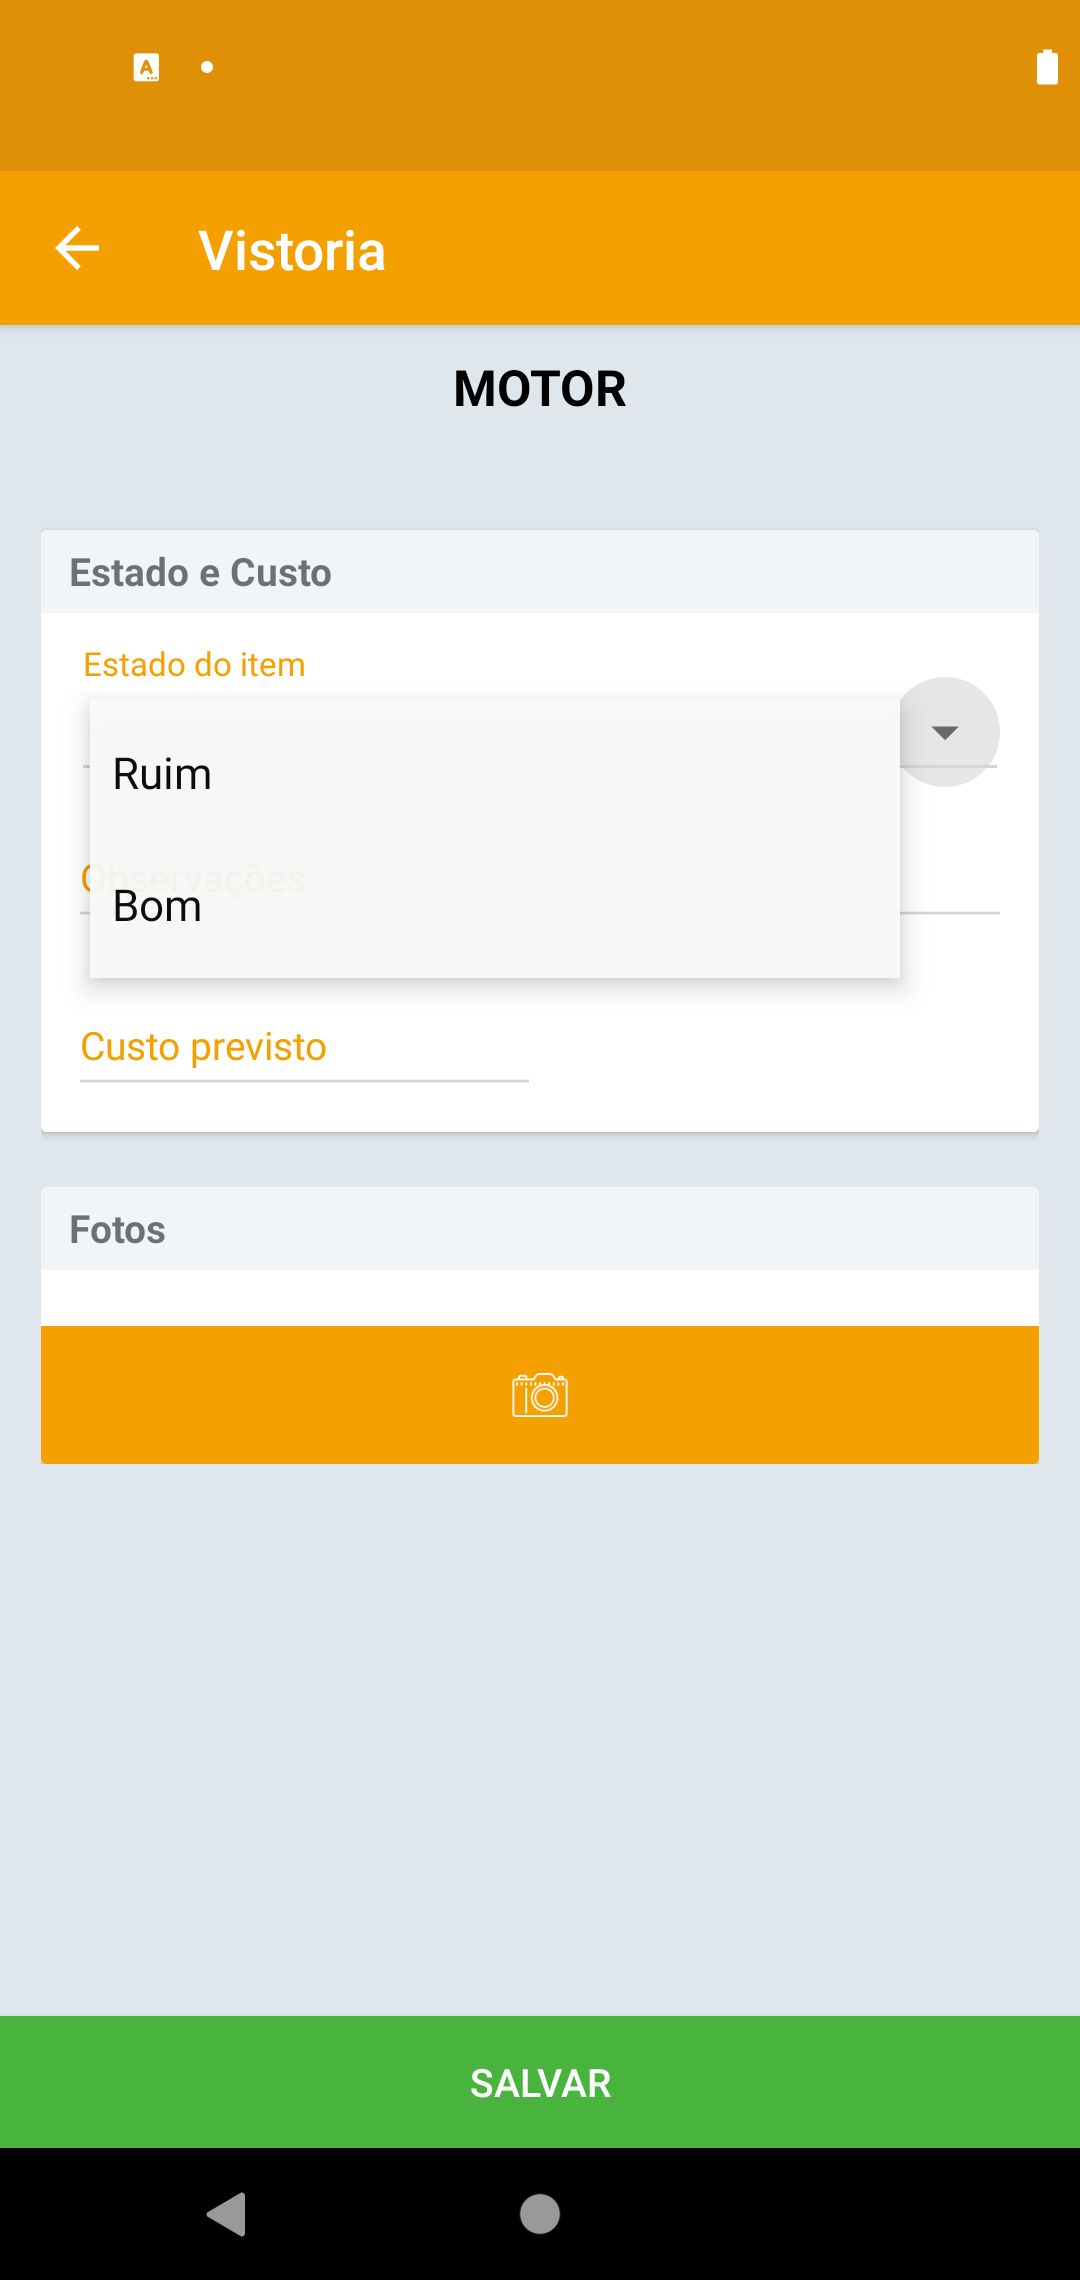 Vistoria
MOTOR
Estado e Custo
Estado do item
Ruim
Observações
Bom
Custo previsto
Fotos
SALVAR